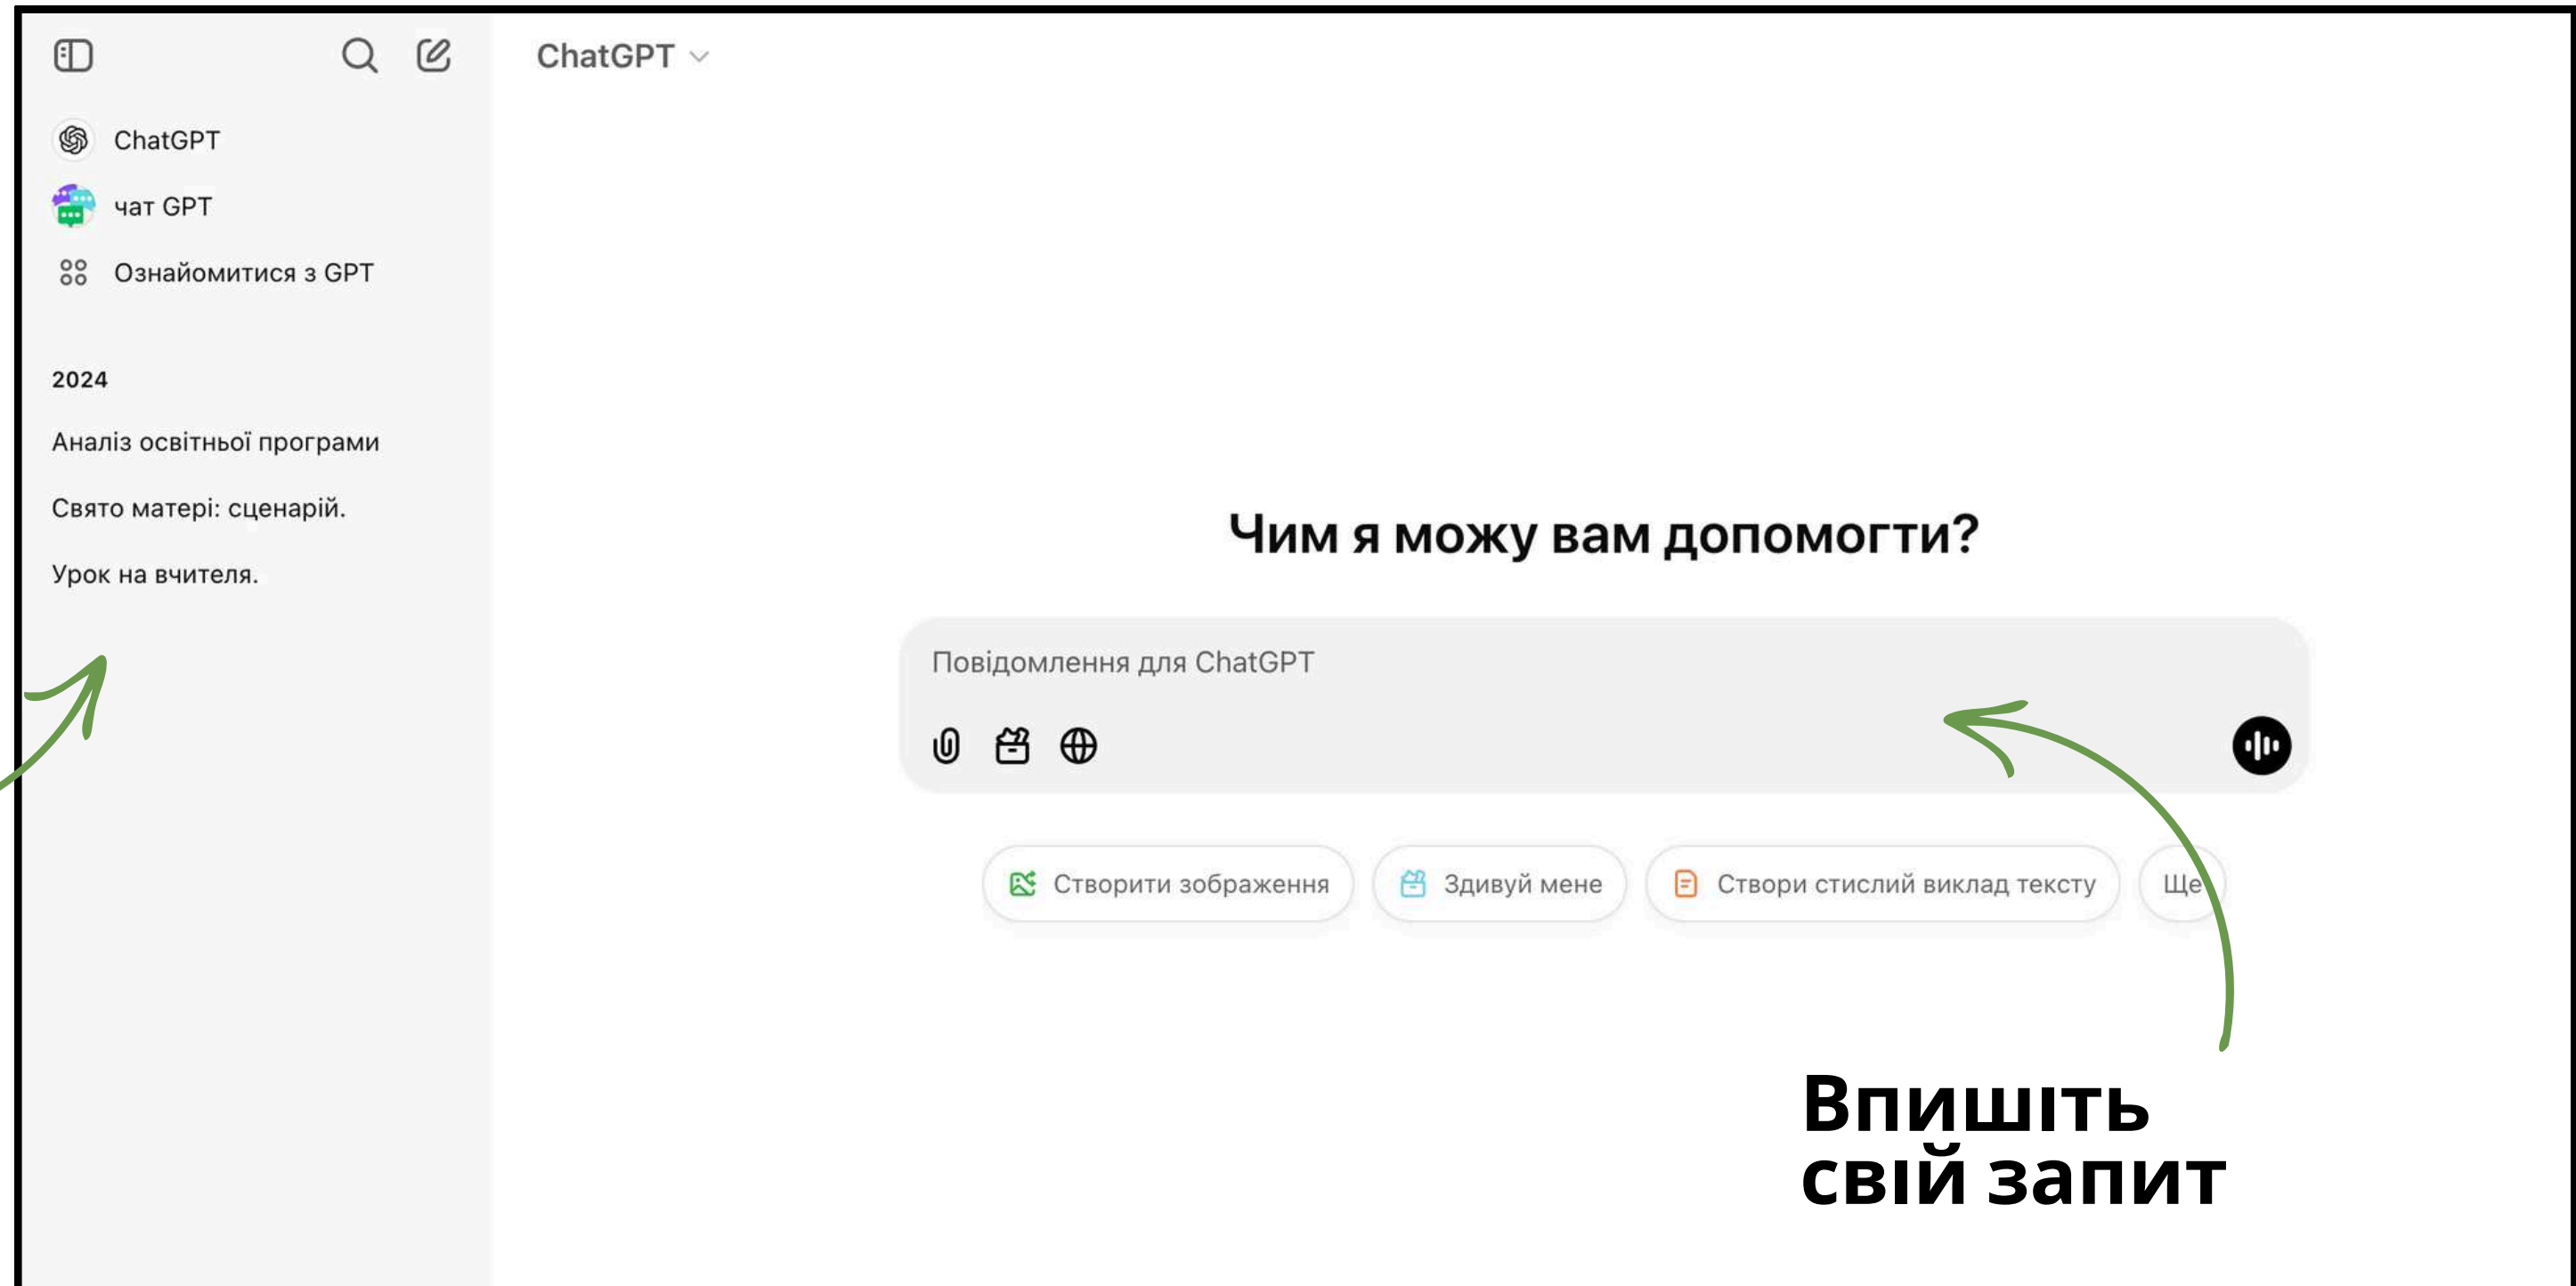 ChatGPT
ChatGPT
чат GPT
Ознайомитися з GPT
2024
Аналіз освітньої програми
Свято матері: сценарій.
Урок на вчителя.
Чим я можу вам допомогти?
Повідомлення для ChatGPT
Створити зображення
Здивуй мене
Створи стислий виклад тексту
Ще
Впишіть
свій запит